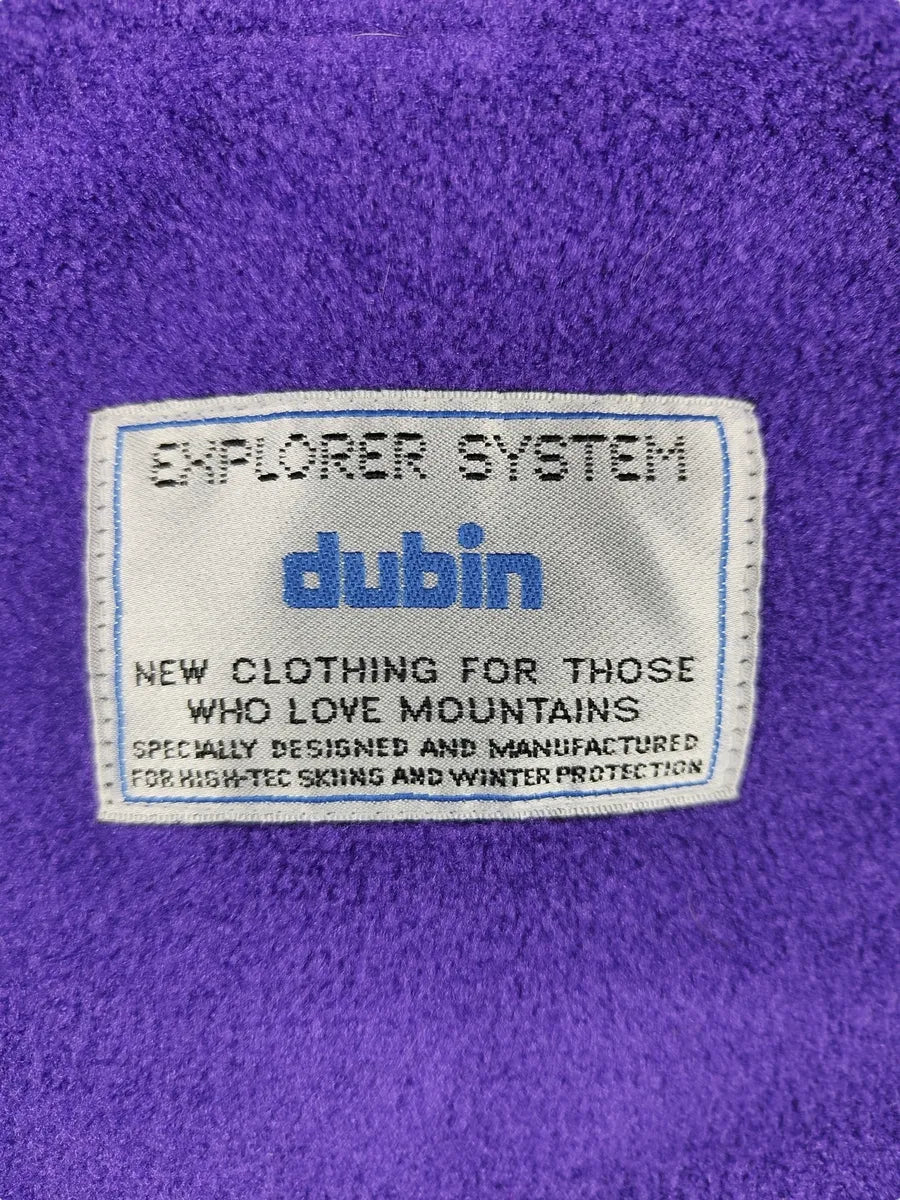 EXPLORER SYSTEM
dubin
NEW CLOTHING FOR THOSE
WHO LOVE MOUNTAINS
SPECIALLY DESIGNED AND MANUFACTURED
FOR HIGH-TEC SKIING AND WINTER PROTECTION